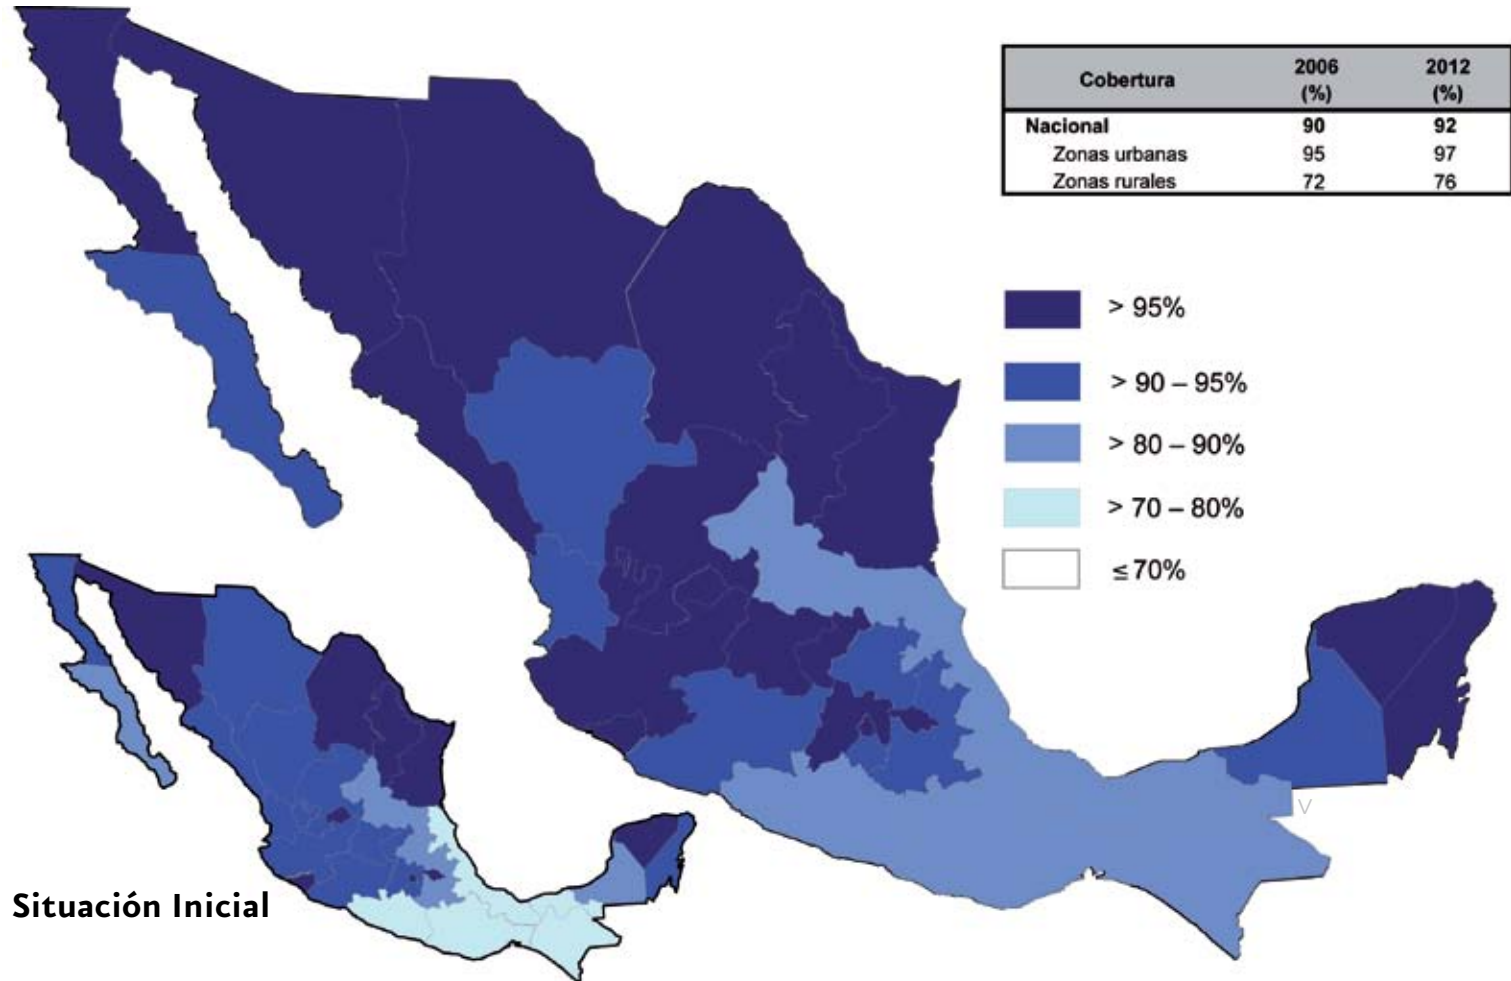 Cobertura 2006 (%) 2012 (%)
Nacional 90 92
Zonas urbanas 95 97
Zonas rurales 72 76
> 95%
> 90 – 95%
> 80 – 90%
> 70 – 80%
≤ 70%
V
Situación Inicial